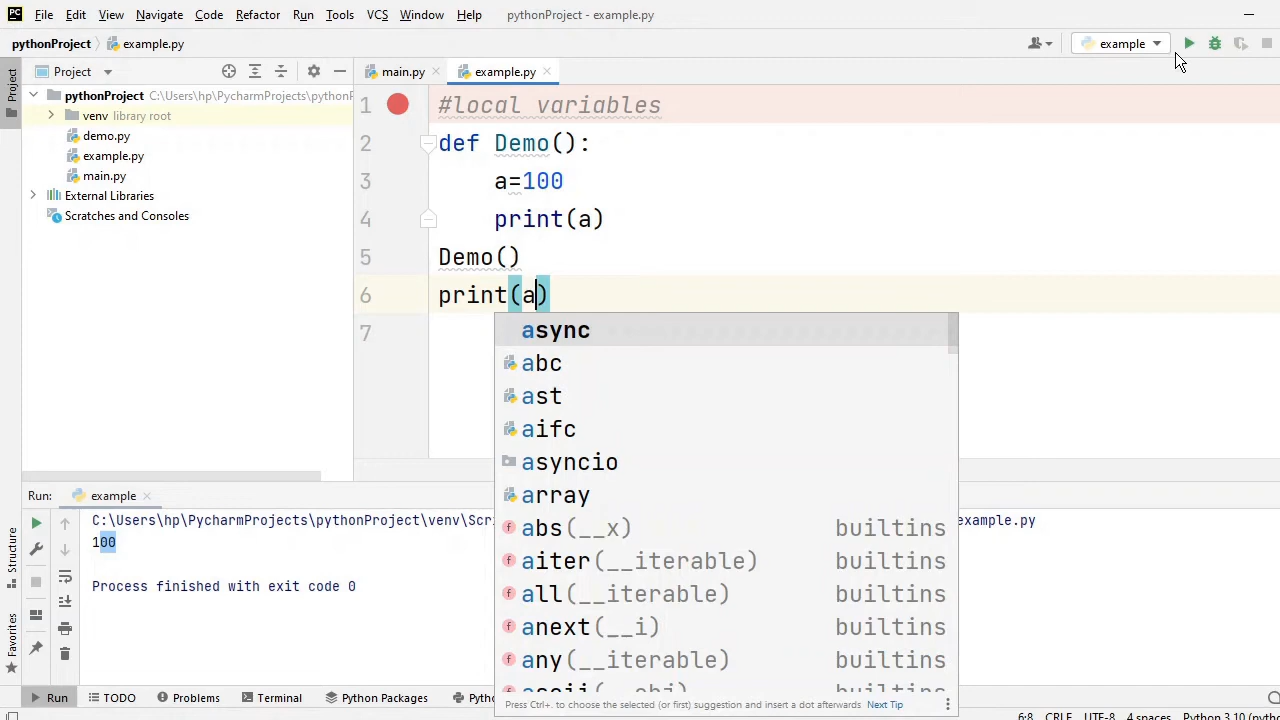 PC File Edit View Navigate Code Refactor Run Tools VCS Window Help pythonProject - example.py
pythonProject example.py example
Project Project main.py example.py
pythonProject C:\Users\hp\PycharmProjects\pythonP
venv library root
demo.py
example.py
main.py
External Libraries
Scratches and Consoles
1 #local variables
2 def Demo():
3 a=100
4 print(a)
5 Demo()
6 print(a)
7
async
abc
ast
aifc
asyncio
array
abs(__x) builtins
aiter(__iterable) builtins
all(__iterable) builtins
anext(__i) builtins
any(__iterable) builtins
ascii(__obj) builtins
Press Ctrl+. to choose the selected (or first) suggestion and insert a dot afterwards Next Tip
Run: example
C:\Users\hp\PycharmProjects\pythonProject\venv\Scr example.py
100
Process finished with exit code 0
Structure
Favorites
Run TODO Problems Terminal Python Packages Pytho
6:8 CRLF UTF-8 4 spaces Python 3.10 (pytho